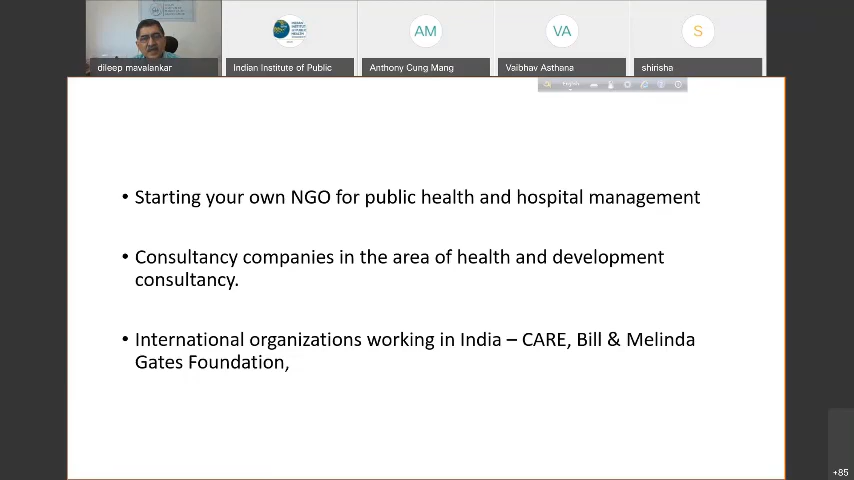 AM
VA
S
dileep mavalankar
Indian Institute of Public
Anthony Cung Mang
Vaibhav Asthana
shirisha
English
• Starting your own NGO for public health and hospital management
• Consultancy companies in the area of health and development
consultancy.
• International organizations working in India – CARE, Bill & Melinda
Gates Foundation,
+85